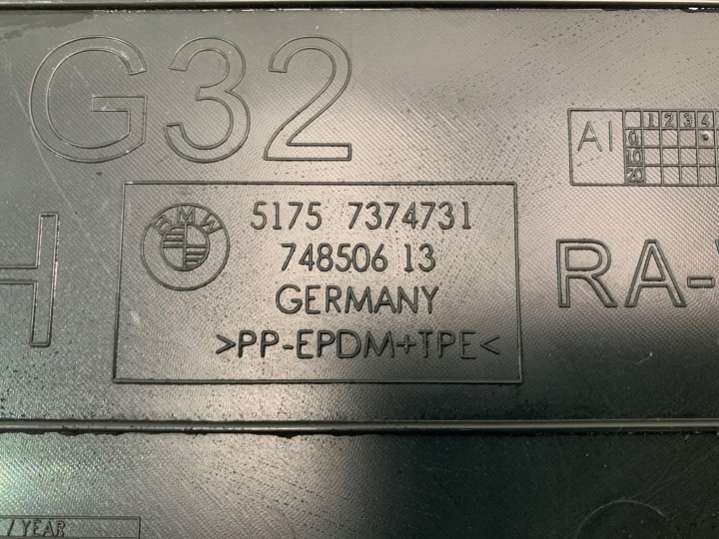 G32
AI
1 2 3 4
0
10
20
BMW
5175 7374731
748506 13
GERMANY
>PP-EPDM+TPE<
H
RA-
/ YEAR